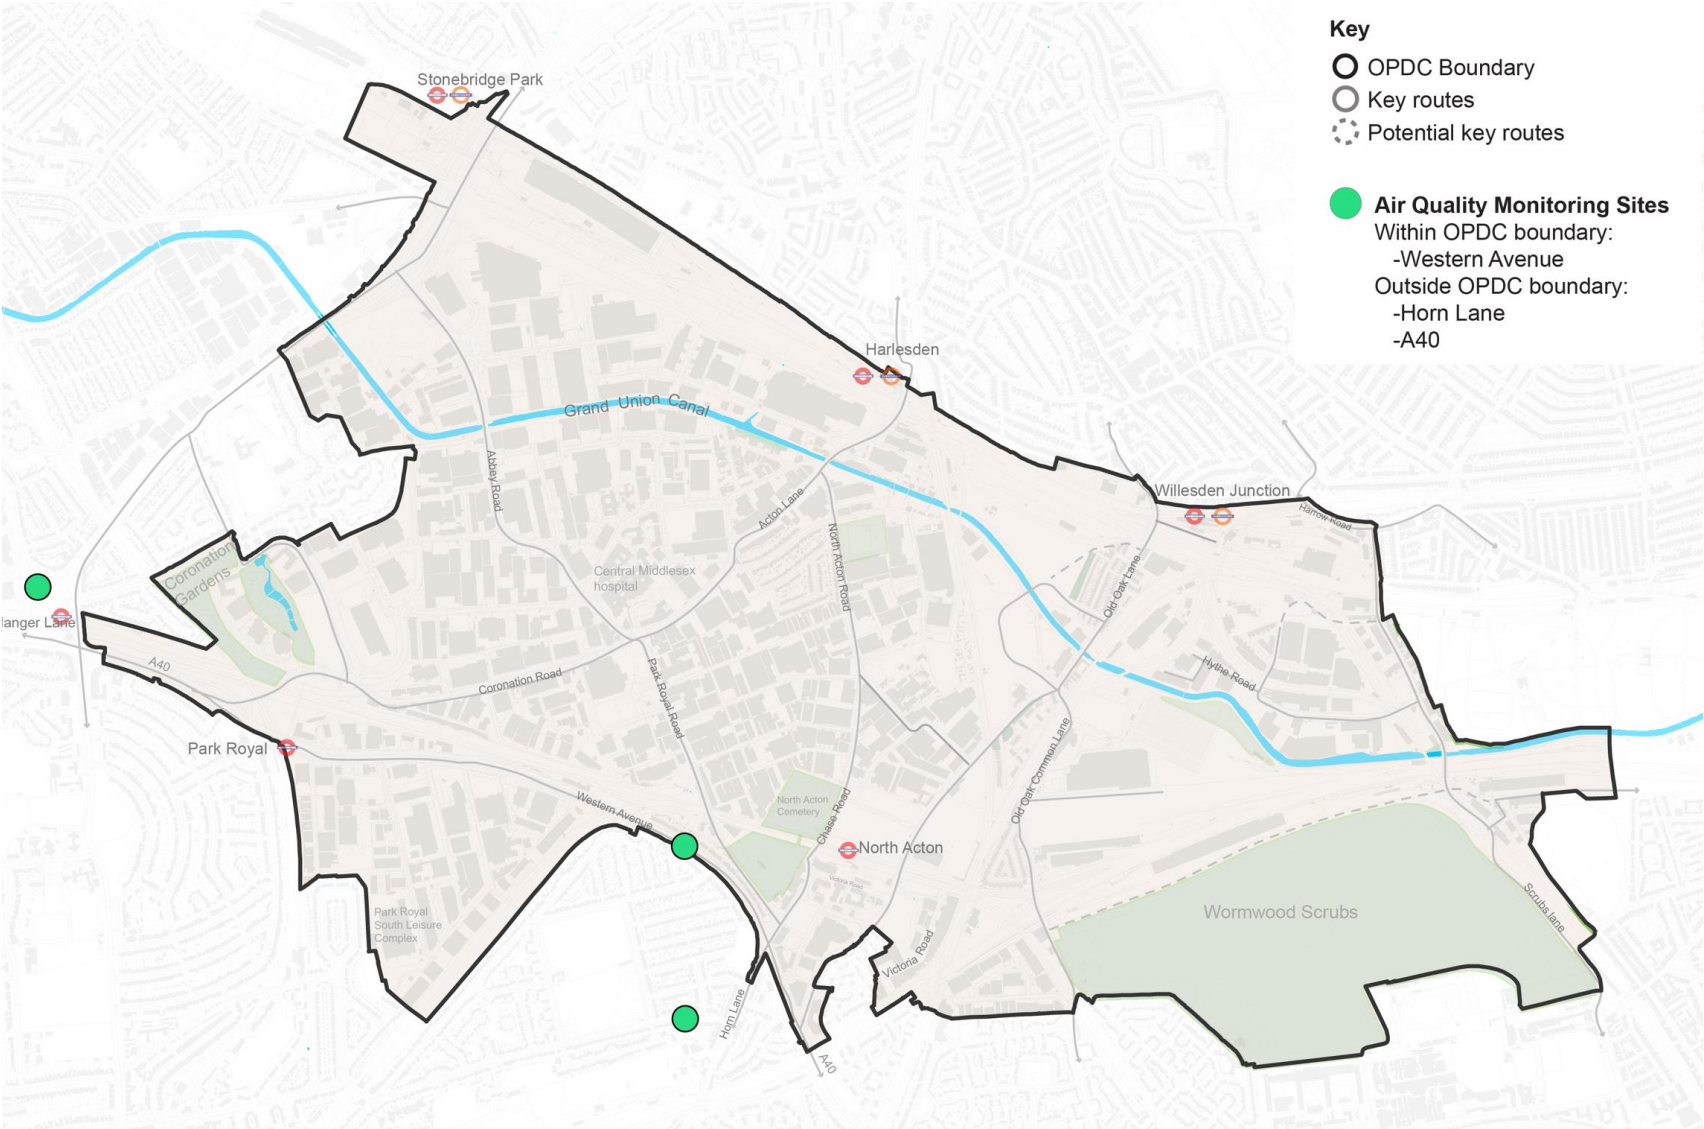 Key
OPDC Boundary
Key routes
Potential key routes
Air Quality Monitoring Sites
Within OPDC boundary:
-Western Avenue
Outside OPDC boundary:
-Horn Lane
-A40
Stonebridge Park
Harlesden
Grand Union Canal
Abbey Road
Acton Lane
Willesden Junction
Harrow Road
North Acton Road
Old Oak Lane
Coronation
Gardens
Central Middlesex
hospital
langer Lane
A40
Coronation Road
Park Royal Road
Hythe Road
Park Royal
Western Avenue
Old Oak Common Lane
North Acton
Cemetery
Chase Road
North Acton
Victoria Road
Park Royal
South Leisure
Complex
Wormwood Scrubs
Scrubs lane
Victoria Road
Horn Lane
A40